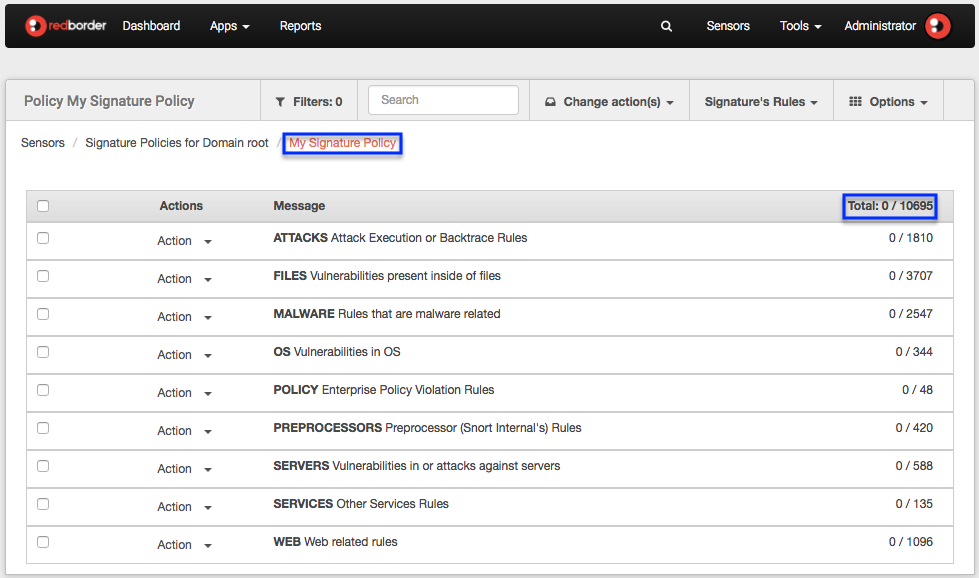 redborder Dashboard Apps Reports Sensors Tools Administrator
Policy My Signature Policy Filters: 0 Search Change action(s) Signature's Rules Options
Sensors / Signature Policies for Domain root / My Signature Policy
Actions Message Total: 0 / 10695
Action ATTACKS Attack Execution or Backtrace Rules 0 / 1810
Action FILES Vulnerabilities present inside of files 0 / 3707
Action MALWARE Rules that are malware related 0 / 2547
Action OS Vulnerabilities in OS 0 / 344
Action POLICY Enterprise Policy Violation Rules 0 / 48
Action PREPROCESSORS Preprocessor (Snort Internal's) Rules 0 / 420
Action SERVERS Vulnerabilities in or attacks against servers 0 / 588
Action SERVICES Other Services Rules 0 / 135
Action WEB Web related rules 0 / 1096